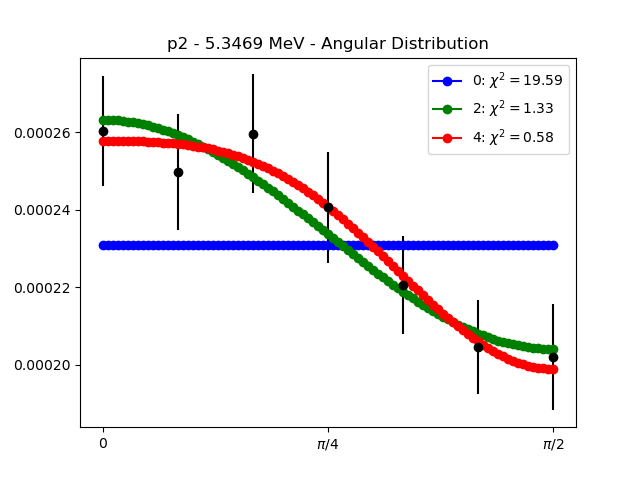 p2 - 5.3469 MeV - Angular Distribution
0: χ² = 19.59
2: χ² = 1.33
4: χ² = 0.58
0.00026
0.00024
0.00022
0.00020
0
π/4
π/2